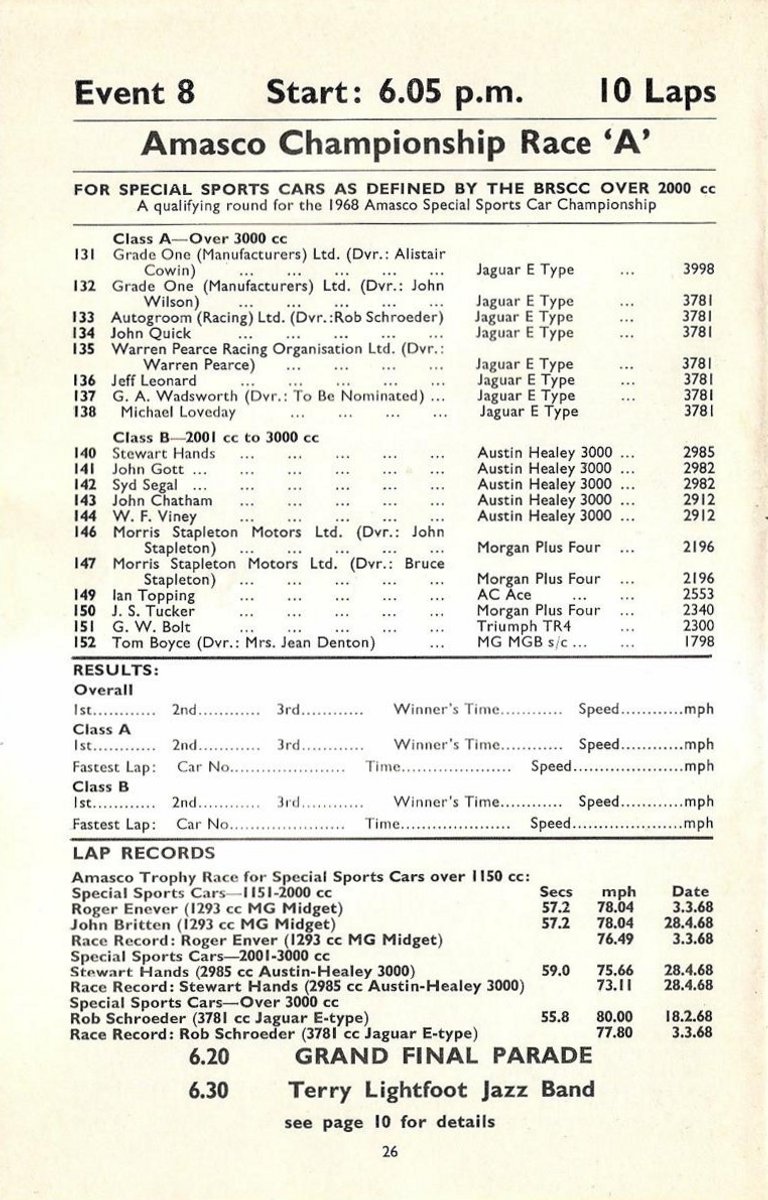 Event 8 Start: 6.05 p.m. 10 Laps
Amasco Championship Race ‘A’
FOR SPECIAL SPORTS CARS AS DEFINED BY THE BRSCC OVER 2000 cc
A qualifying round for the 1968 Amasco Special Sports Car Championship
Class A—Over 3000 cc
131 Grade One (Manufacturers) Ltd. (Dvr.: Alistair
Cowin) ... ... ... ... ... Jaguar E Type ... 3998
132 Grade One (Manufacturers) Ltd. (Dvr.: John
Wilson) ... ... ... ... ... Jaguar E Type ... 3781
133 Autogroom (Racing) Ltd. (Dvr.:Rob Schroeder) Jaguar E Type ... 3781
134 John Quick ... ... ... ... ... Jaguar E Type ... 3781
135 Warren Pearce Racing Organisation Ltd. (Dvr.:
Warren Pearce) ... ... ... ... Jaguar E Type ... 3781
136 Jeff Leonard ... ... ... ... ... Jaguar E Type ... 3781
137 G. A. Wadsworth (Dvr.: To Be Nominated) ... Jaguar E Type ... 3781
138 Michael Loveday ... ... ... ... Jaguar E Type 3781
Class B—2001 cc to 3000 cc
140 Stewart Hands ... ... ... ... ... Austin Healey 3000 ... 2985
141 John Gott ... ... ... ... ... ... Austin Healey 3000 ... 2982
142 Syd Segal ... ... ... ... ... ... Austin Healey 3000 ... 2982
143 John Chatham ... ... ... ... ... Austin Healey 3000 ... 2912
144 W. F. Viney ... ... ... ... ... Austin Healey 3000 ... 2912
146 Morris Stapleton Motors Ltd. (Dvr.: John
Stapleton) ... ... ... ... ... Morgan Plus Four ... 2196
147 Morris Stapleton Motors Ltd. (Dvr.: Bruce
Stapleton) ... ... ... ... ... Morgan Plus Four ... 2196
149 Ian Topping ... ... ... ... ... AC Ace ... ... 2553
150 J. S. Tucker ... ... ... ... ... Morgan Plus Four ... 2340
151 G. W. Bolt ... ... ... ... ... Triumph TR4 ... 2300
152 Tom Boyce (Dvr.: Mrs. Jean Denton) ... MG MGB s/c ... ... 1798
RESULTS:
Overall
1st............ 2nd............ 3rd............ Winner's Time............ Speed............mph
Class A
1st............ 2nd............ 3rd............ Winner's Time............ Speed............mph
Fastest Lap: Car No...................... Time..................... Speed.....................mph
Class B
1st............ 2nd............ 3rd............ Winner's Time............ Speed............mph
Fastest Lap: Car No...................... Time..................... Speed.....................mph
LAP RECORDS
Amasco Trophy Race for Special Sports Cars over 1150 cc:
Special Sports Cars—1151-2000 cc Secs mph Date
Roger Enever (1293 cc MG Midget) 57.2 78.04 3.3.68
John Britten (1293 cc MG Midget) 57.2 78.04 28.4.68
Race Record: Roger Enver (1293 cc MG Midget) 76.49 3.3.68
Special Sports Cars—2001-3000 cc
Stewart Hands (2985 cc Austin-Healey 3000) 59.0 75.66 28.4.68
Race Record: Stewart Hands (2985 cc Austin-Healey 3000) 73.11 28.4.68
Special Sports Cars—Over 3000 cc
Rob Schroeder (3781 cc Jaguar E-type) 55.8 80.00 18.2.68
Race Record: Rob Schroeder (3781 cc Jaguar E-type) 77.80 3.3.68
6.20 GRAND FINAL PARADE
6.30 Terry Lightfoot Jazz Band
see page 10 for details
26